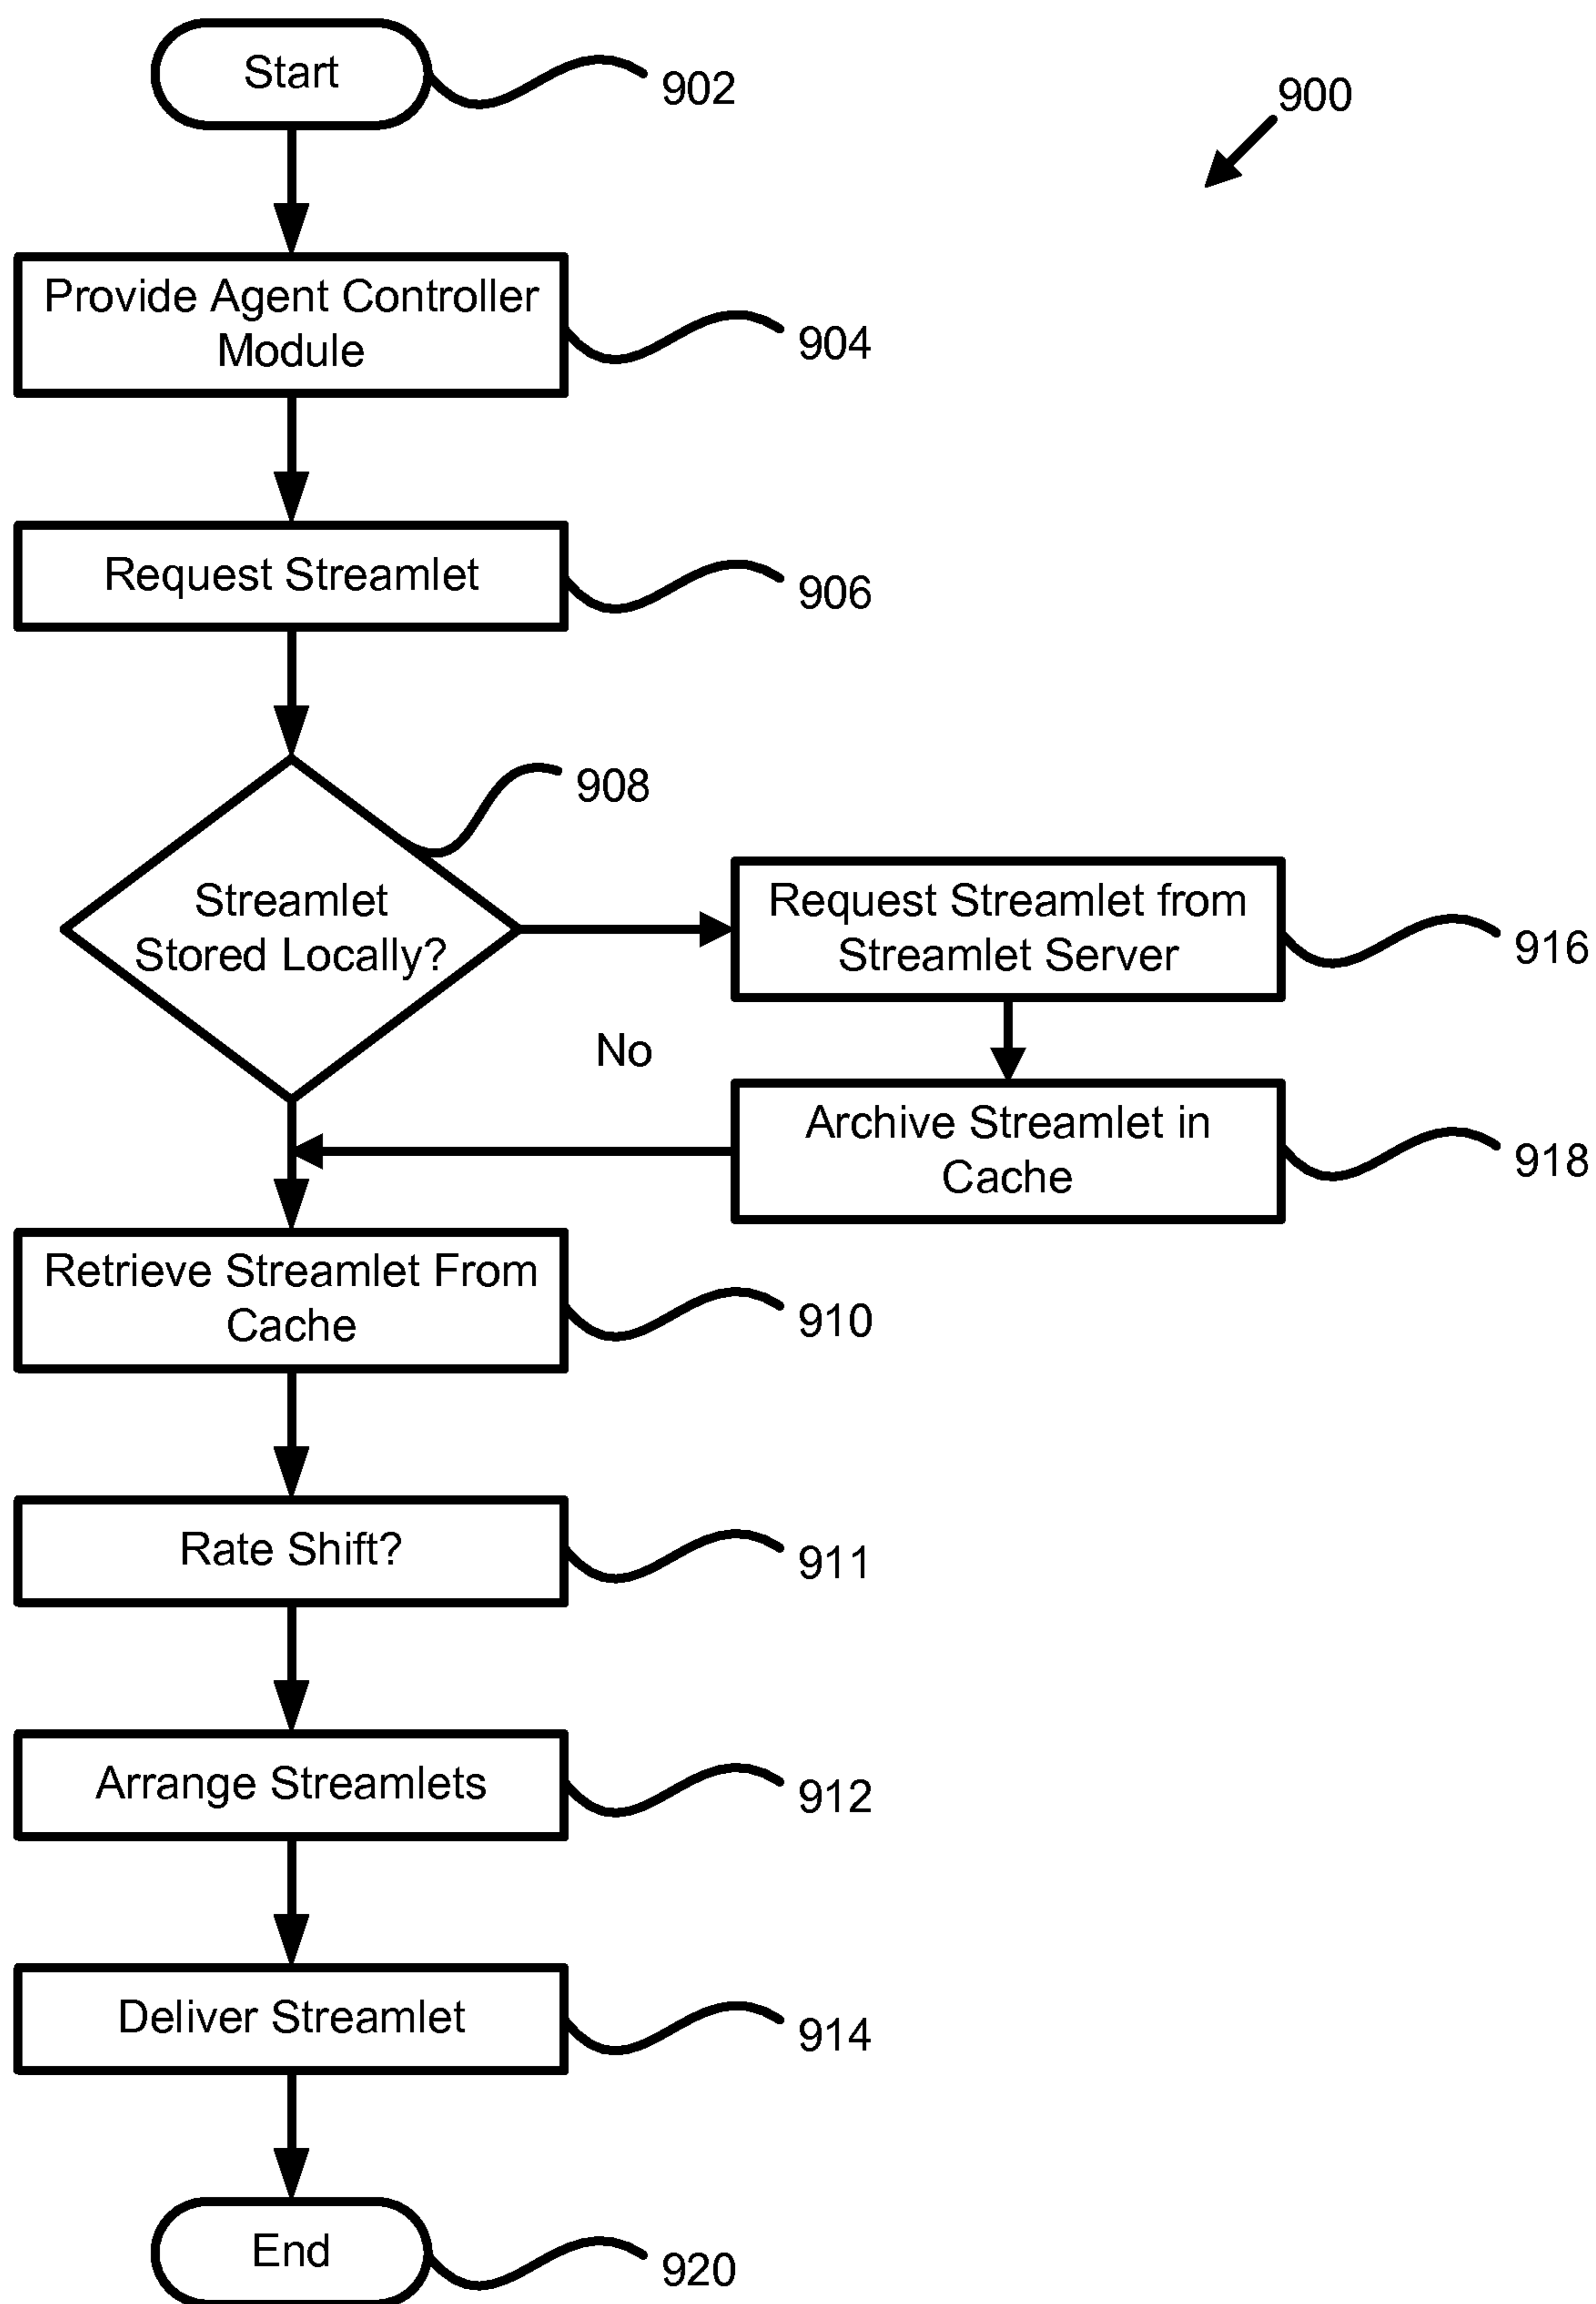 Start
902
900
Provide Agent Controller
Module
904
Request Streamlet
906
908
Streamlet
Stored Locally?
Request Streamlet from
Streamlet Server
916
No
Archive Streamlet in
Cache
918
Retrieve Streamlet From
Cache
910
Rate Shift?
911
Arrange Streamlets
912
Deliver Streamlet
914
End
920